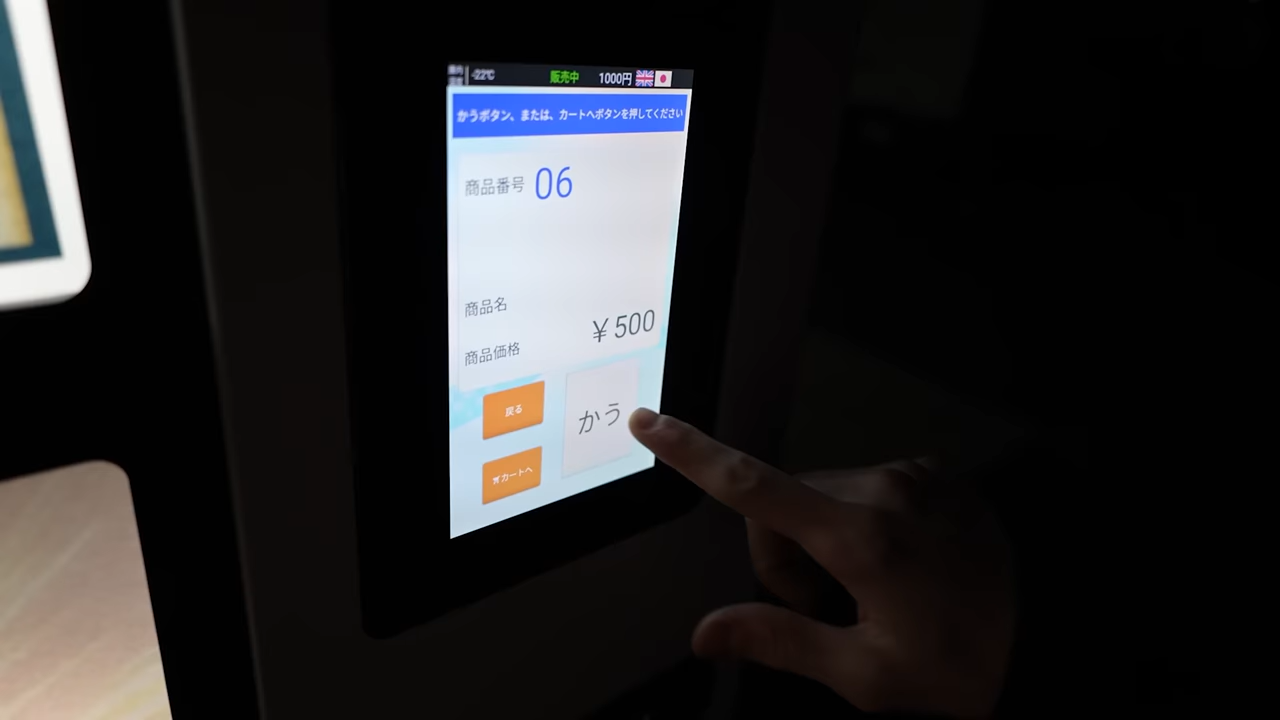 -22℃ 販売中 1000円
かうボタン、または、カートへボタンを押してください
商品番号 06
商品名
¥500
商品価格
戻る
かう
カートへ